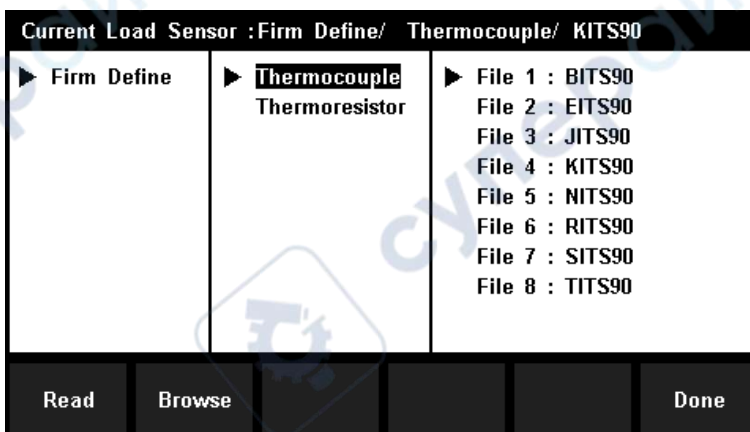 Current Load Sensor :Firm Define/ Thermocouple/ KITS90
Firm Define
Thermocouple
Thermoresistor
File 1 : BITS90
File 2 : EITS90
File 3 : JITS90
File 4 : KITS90
File 5 : NITS90
File 6 : RITS90
File 7 : SITS90
File 8 : TITS90
Read Browse Done
супер